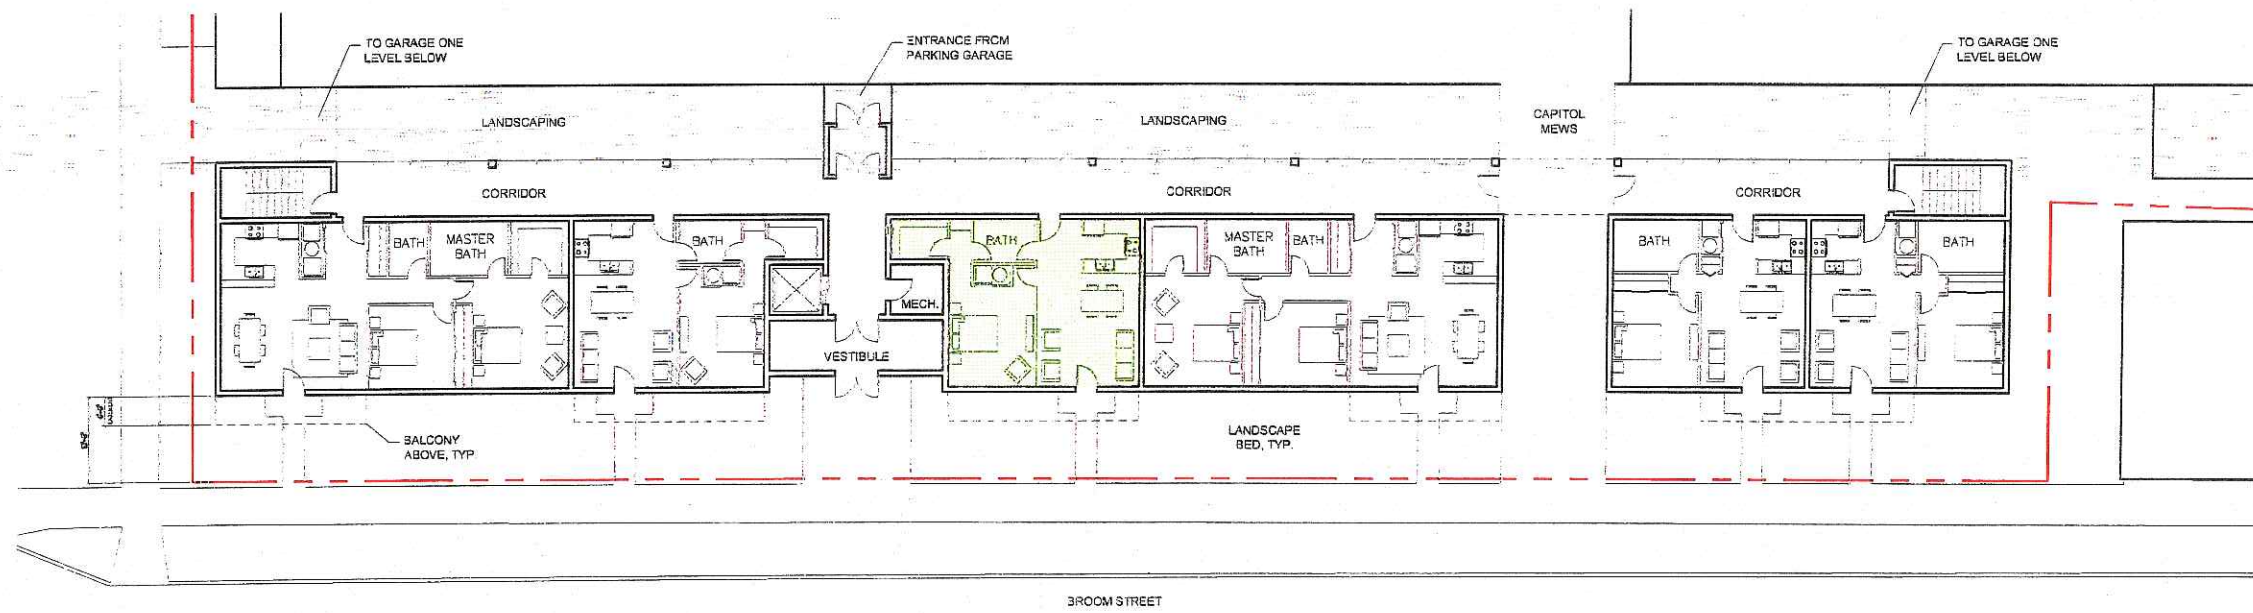 TO GARAGE ONE
LEVEL BELOW
ENTRANCE FROM
PARKING GARAGE
TO GARAGE ONE
LEVEL BELOW
LANDSCAPING
LANDSCAPING
CAPITOL
MEWS
CORRIDOR
CORRIDOR
CORRIDOR
BATH
MASTER
BATH
BATH
BATH
MASTER
BATH
BATH
BATH
BATH
MECH.
VESTIBULE
BALCONY
ABOVE, TYP.
LANDSCAPE
BED, TYP.
BROOM STREET